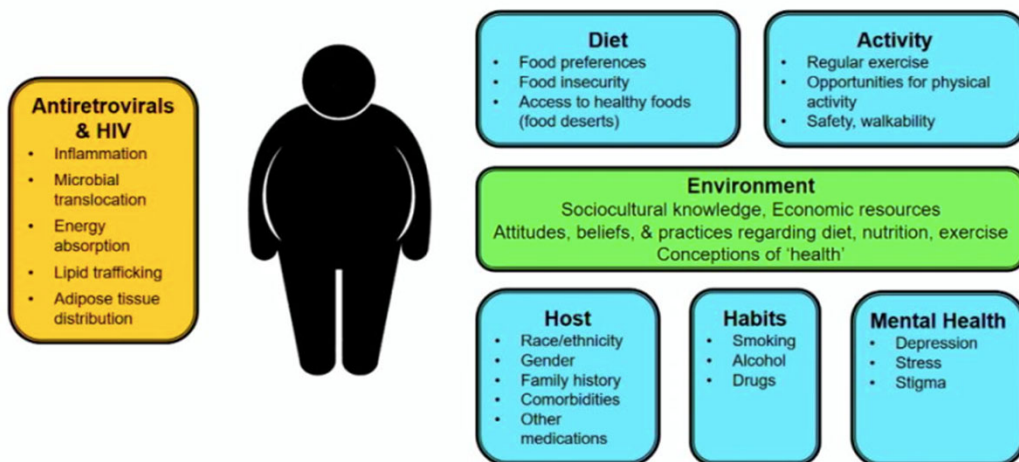 Antiretrovirals
& HIV
• Inflammation
• Microbial
translocation
• Energy
absorption
• Lipid trafficking
• Adipose tissue
distribution
Diet
• Food preferences
• Food insecurity
• Access to healthy foods
(food deserts)
Activity
• Regular exercise
• Opportunities for physical
activity
• Safety, walkability
Environment
Sociocultural knowledge, Economic resources
Attitudes, beliefs, & practices regarding diet, nutrition, exercise
Conceptions of 'health'
Host
• Race/ethnicity
• Gender
• Family history
• Comorbidities
• Other
medications
Habits
• Smoking
• Alcohol
• Drugs
Mental Health
• Depression
• Stress
• Stigma